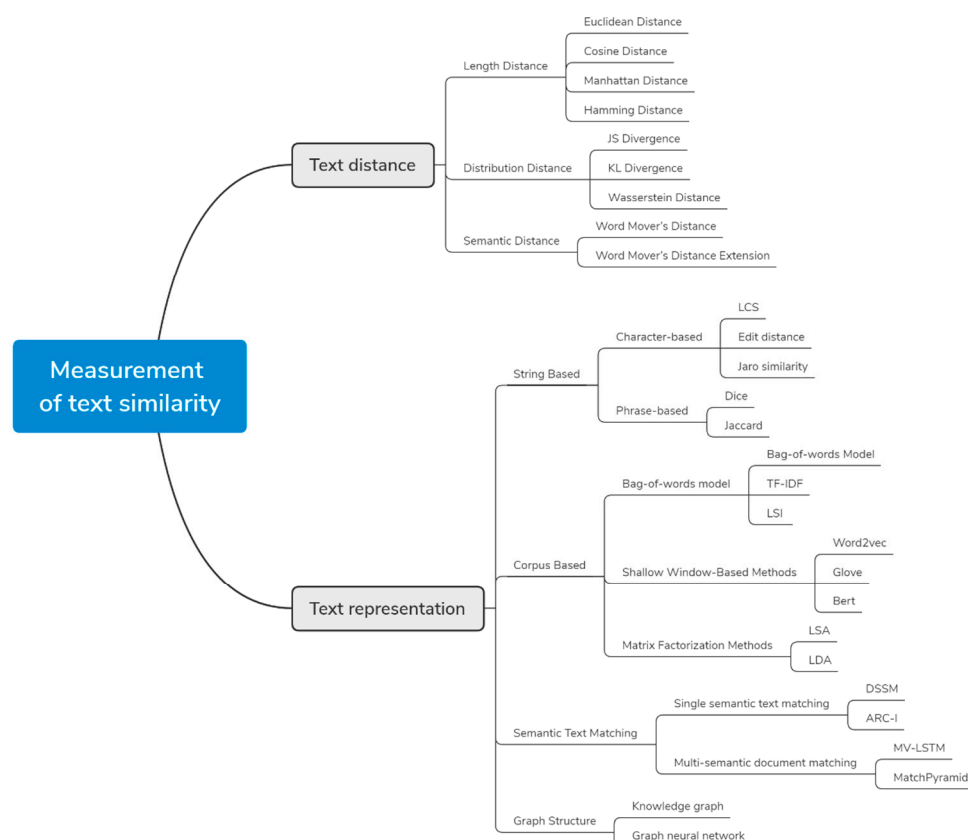 Measurement
of text similarity
Text distance
Length Distance
Euclidean Distance
Cosine Distance
Manhattan Distance
Hamming Distance
Distribution Distance
JS Divergence
KL Divergence
Wasserstein Distance
Semantic Distance
Word Mover's Distance
Word Mover's Distance Extension
Text representation
String Based
Character-based
LCS
Edit distance
Jaro similarity
Phrase-based
Dice
Jaccard
Corpus Based
Bag-of-words model
Bag-of-words Model
TF-IDF
LSI
Shallow Window-Based Methods
Word2vec
Glove
Bert
Matrix Factorization Methods
LSA
LDA
Semantic Text Matching
Single semantic text matching
DSSM
ARC-I
Multi-semantic document matching
MV-LSTM
MatchPyramid
Graph Structure
Knowledge graph
Graph neural network